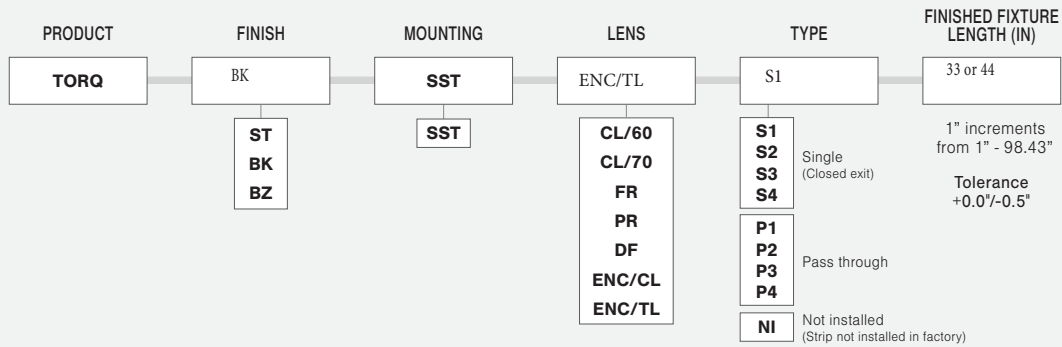 PRODUCT
FINISH
MOUNTING
LENS
TYPE
FINISHED FIXTURE
LENGTH (IN)
TORQ
BK
SST
ENC/TL
S1
33 or 44
ST
BK
BZ
SST
CL/60
CL/70
FR
PR
DF
ENC/CL
ENC/TL
S1
S2
S3
S4
Single
(Closed exit)
P1
P2
P3
P4
Pass through
NI
Not installed
(Strip not installed in factory)
1” increments
from 1” - 98.43”
Tolerance
+0.0"/-0.5"